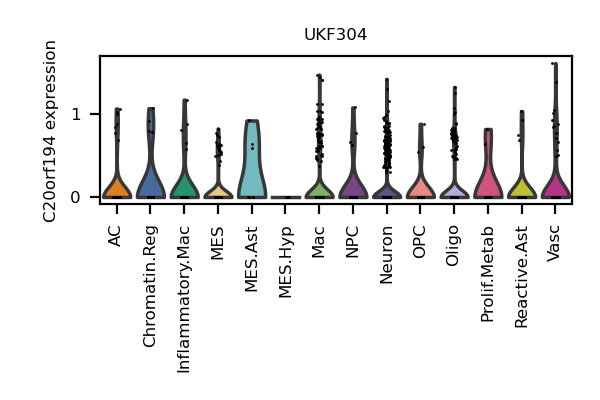 UKF304
C20orf194 expression
1
0
AC
Chromatin.Reg
Inflammatory.Mac
MES
MES.Ast
MES.Hyp
Mac
NPC
Neuron
OPC
Oligo
Prolif.Metab
Reactive.Ast
Vasc